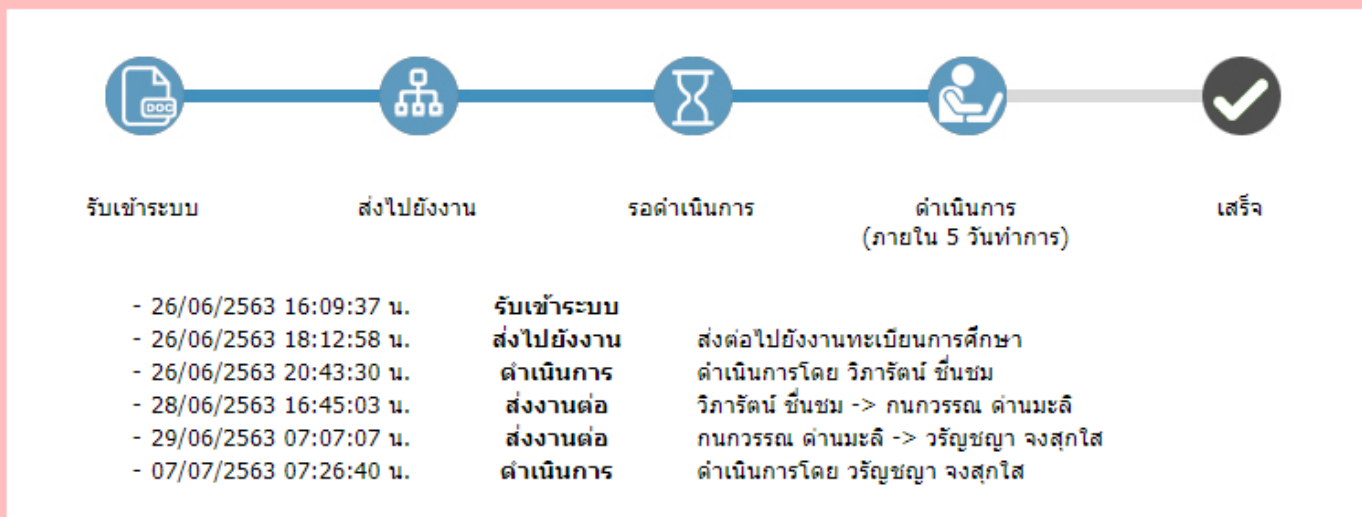 DOC
รับเข้าระบบ ส่งไปยังงาน รอดำเนินการ ดำเนินการ เสร็จ
(ภายใน 5 วันทำการ)
- 26/06/2563 16:09:37 น. รับเข้าระบบ
- 26/06/2563 18:12:58 น. ส่งไปยังงาน ส่งต่อไปยังงานทะเบียนการศึกษา
- 26/06/2563 20:43:30 น. ดำเนินการ ดำเนินการโดย วิภารัตน์ ชื่นชม
- 28/06/2563 16:45:03 น. ส่งงานต่อ วิภารัตน์ ชื่นชม -> กนกวรรณ ด่านมะลิ
- 29/06/2563 07:07:07 น. ส่งงานต่อ กนกวรรณ ด่านมะลิ -> วรัญชญา จงสุกใส
- 07/07/2563 07:26:40 น. ดำเนินการ ดำเนินการโดย วรัญชญา จงสุกใส